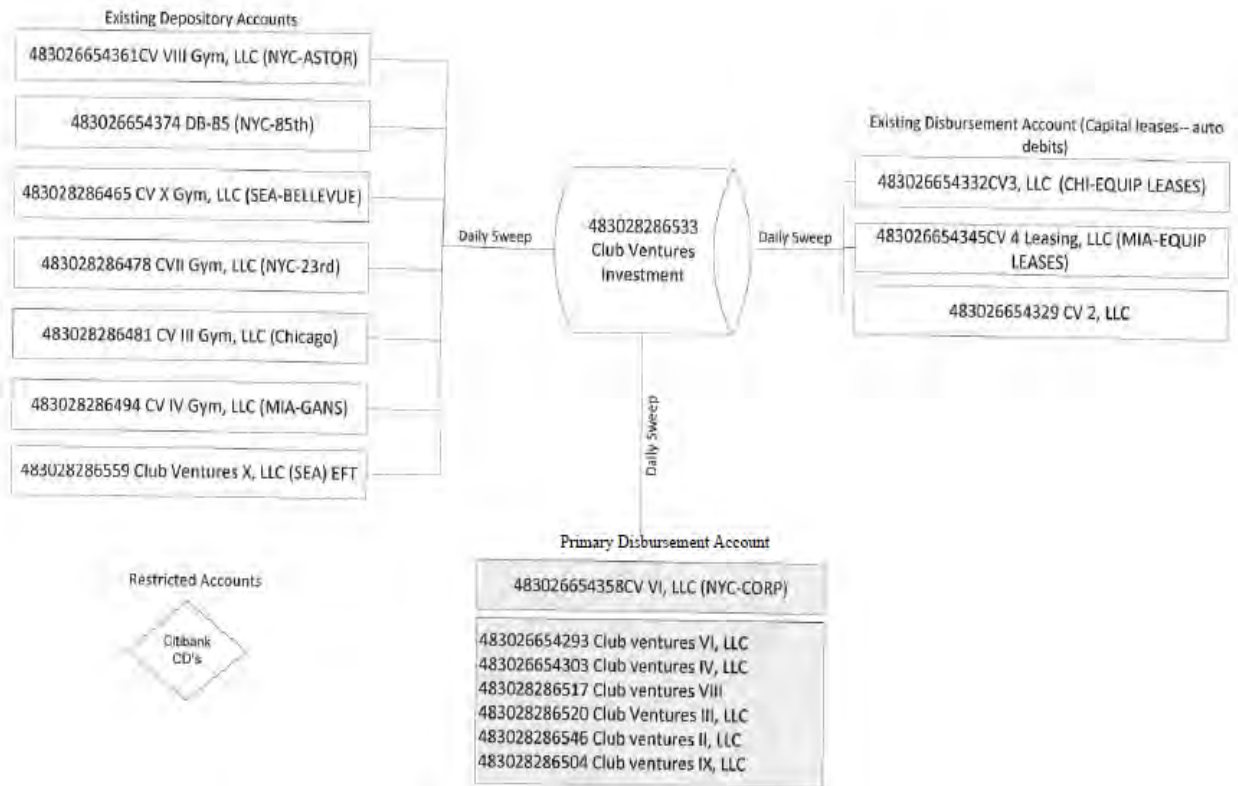 Existing Depository Accounts
483026654361CV VIII Gym, LLC (NYC-ASTOR)
483026654374 DB-85 (NYC-85th)
483028286465 CV X Gym, LLC (SEA-BELLEVUE)
483028286478 CVII Gym, LLC (NYC-23rd)
483028286481 CV III Gym, LLC (Chicago)
483028286494 CV IV Gym, LLC (MIA-GANS)
483028286559 Club Ventures X, LLC (SEA) EFT
Daily Sweep
483028286533
Club Ventures
Investment
Daily Sweep
Existing Disbursement Account (Capital leases-- auto
debits)
483026654332CV3, LLC (CHI-EQUIP LEASES)
483026654345CV 4 Leasing, LLC (MIA-EQUIP
LEASES)
483026654329 CV 2, LLC
Daily Sweep
Primary Disbursement Account
483026654358CV VI, LLC (NYC-CORP)
483026654293 Club ventures VI, LLC
483026654303 Club ventures IV, LLC
483028286517 Club ventures VIII
483028286520 Club Ventures III, LLC
483028286546 Club ventures II, LLC
483028286504 Club ventures IX, LLC
Restricted Accounts
Citibank
CD's